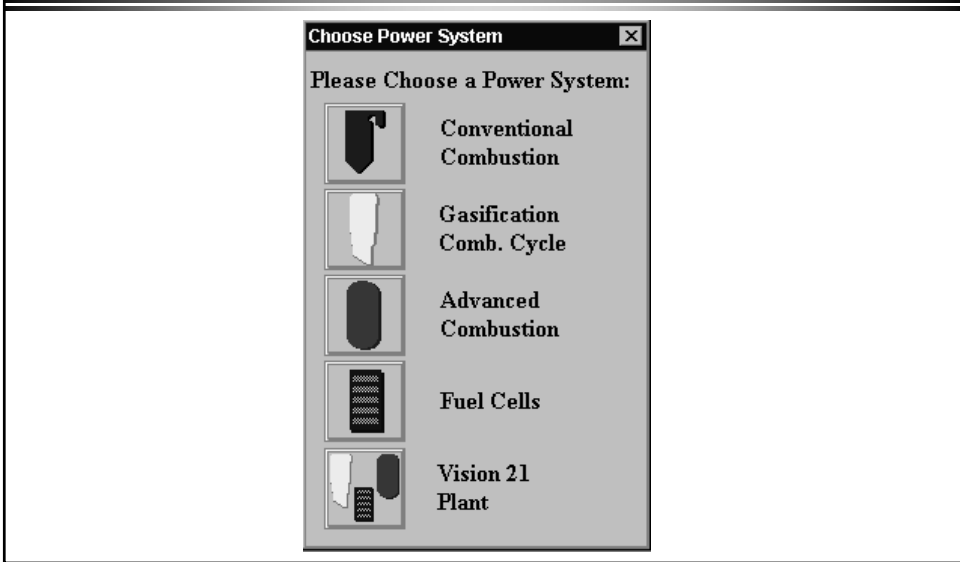 Choose Power System
Please Choose a Power System:
Conventional
Combustion
Gasification
Comb. Cycle
Advanced
Combustion
Fuel Cells
Vision 21
Plant